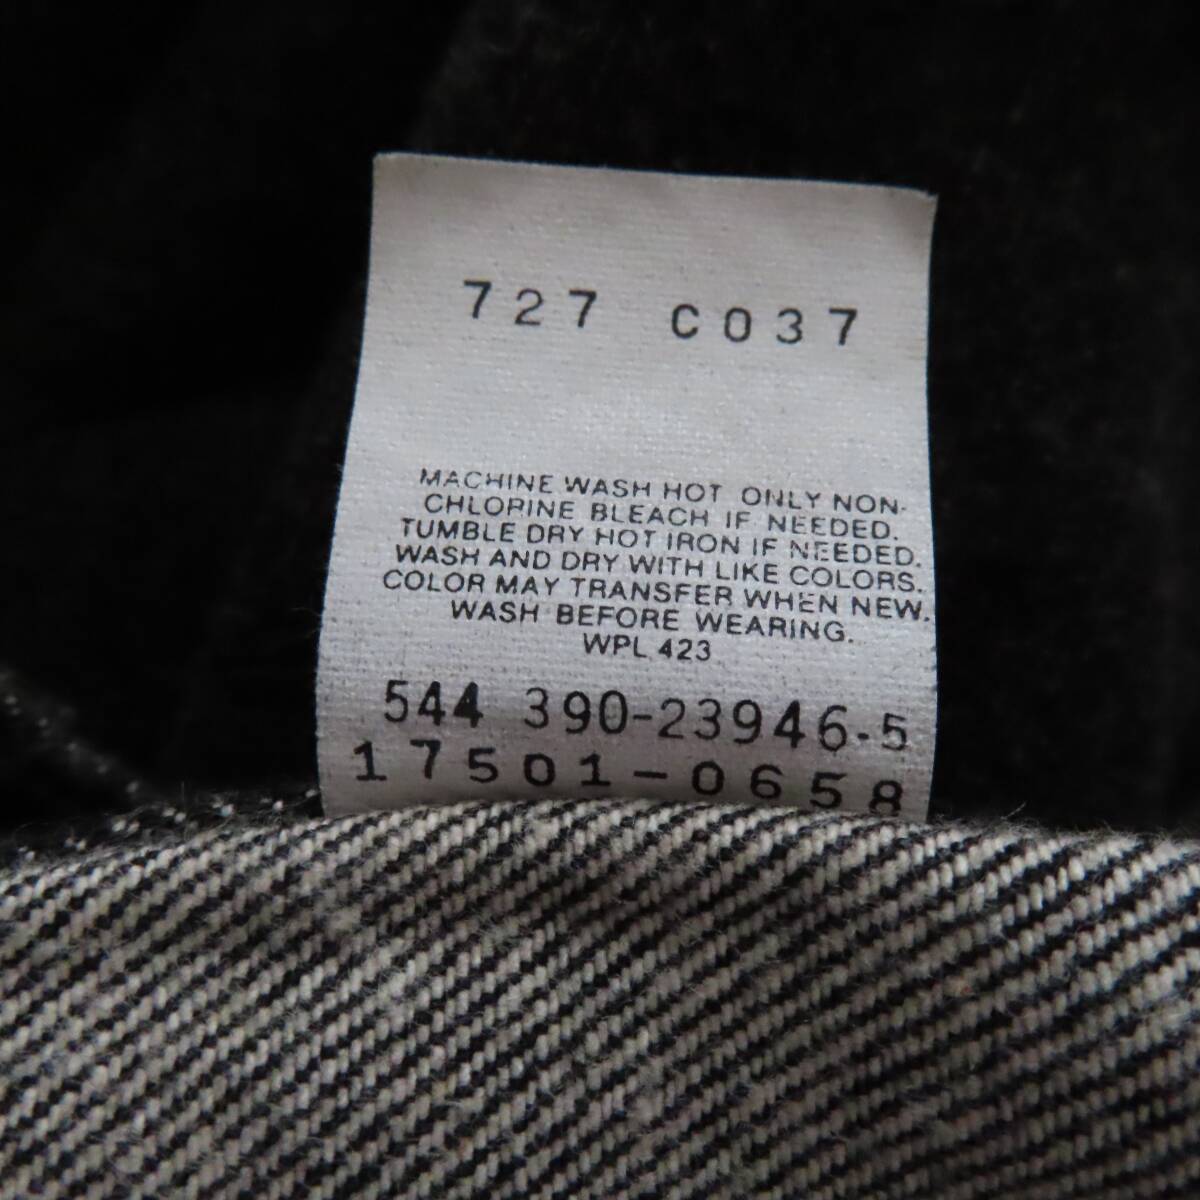 727 C037
MACHINE WASH HOT ONLY NON-
CHLORINE BLEACH IF NEEDED.
TUMBLE DRY HOT IRON IF NEEDED.
WASH AND DRY WITH LIKE COLORS.
COLOR MAY TRANSFER WHEN NEW.
WASH BEFORE WEARING.
WPL 423
544 390-23946-5
17501-0658